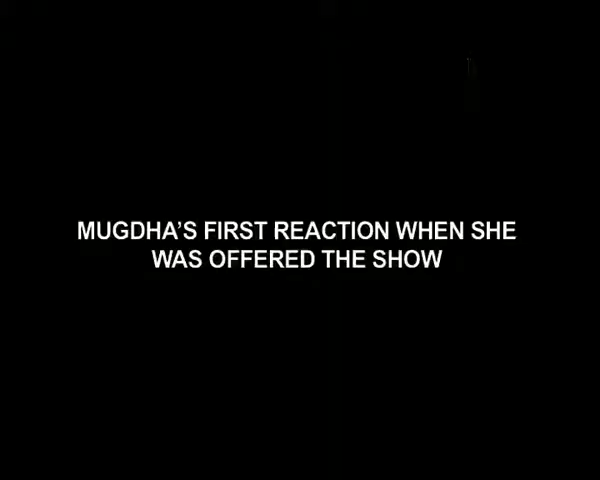 MUGDHA'S FIRST REACTION WHEN SHE
WAS OFFERED THE SHOW